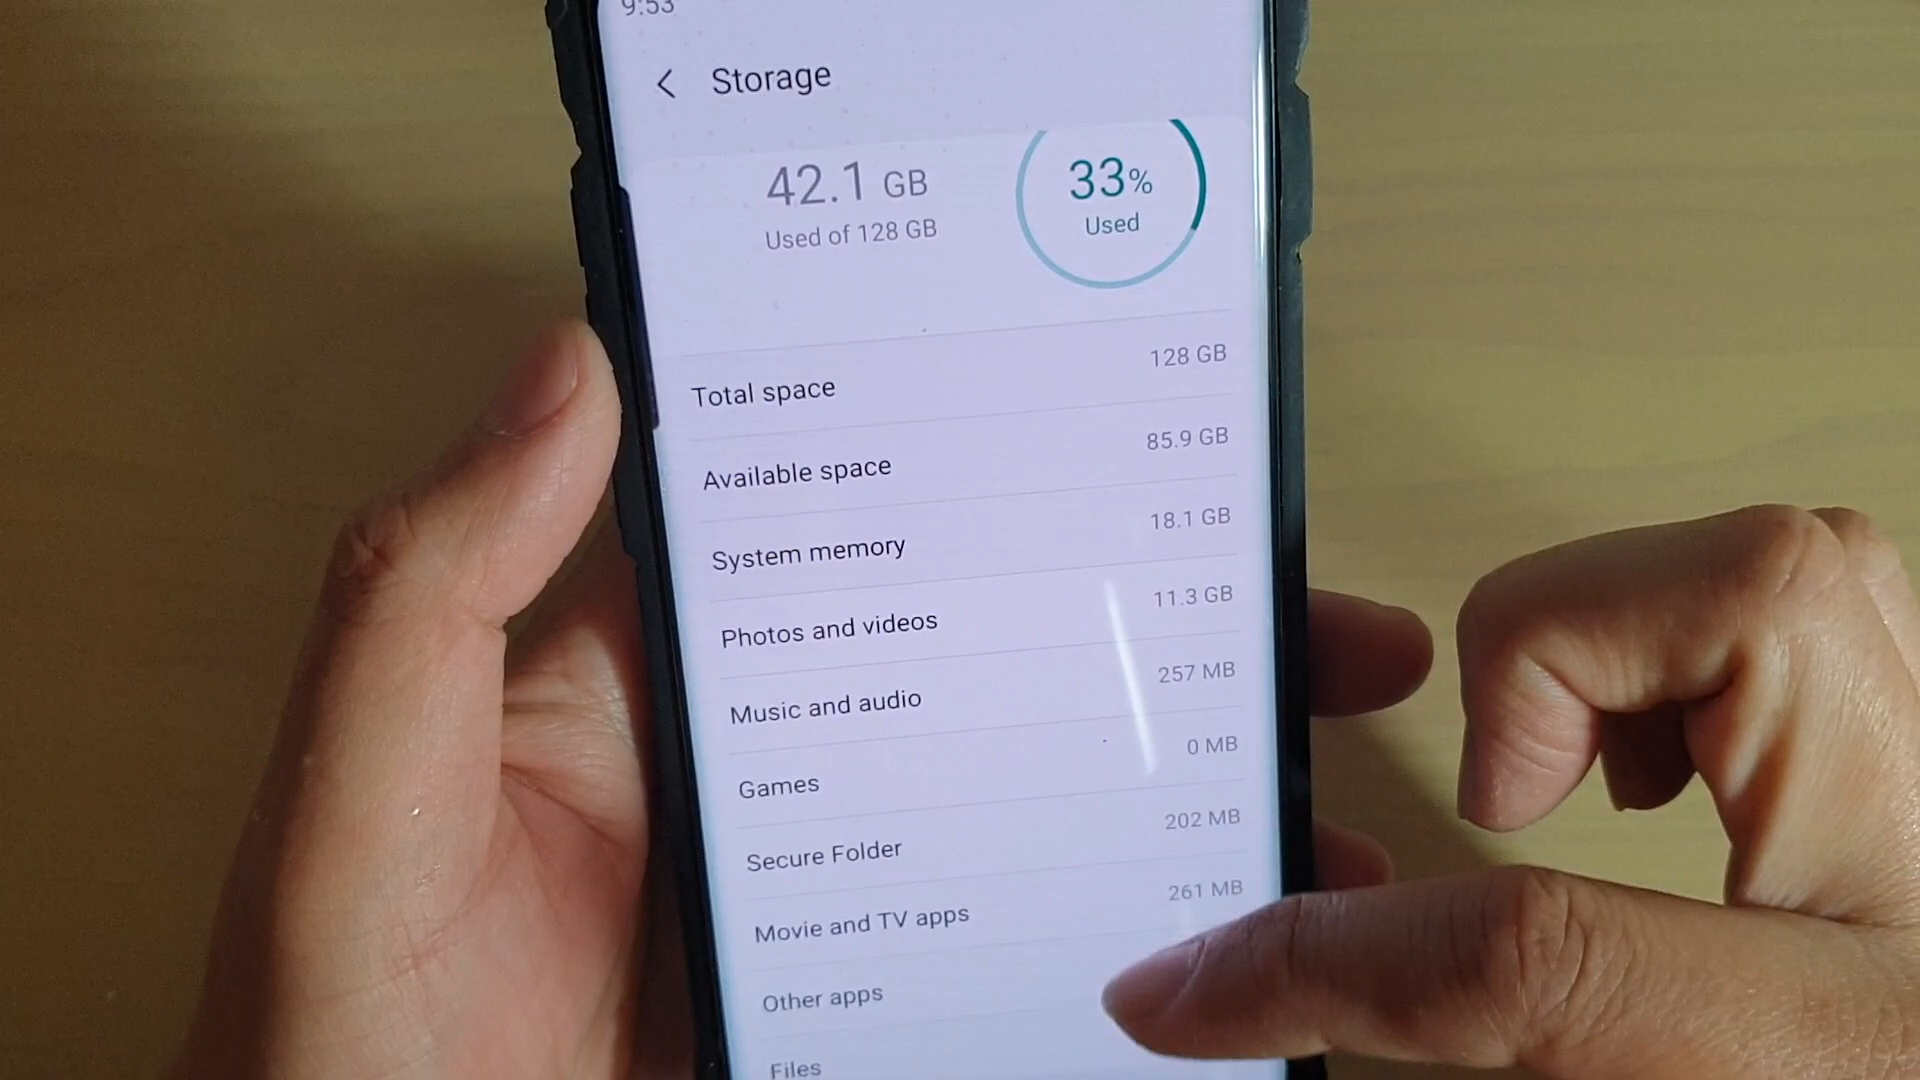 9:53
Storage
42.1 GB
Used of 128 GB
33%
Used
Total space
128 GB
Available space
85.9 GB
System memory
18.1 GB
Photos and videos
11.3 GB
Music and audio
257 MB
Games
0 MB
Secure Folder
202 MB
Movie and TV apps
261 MB
Other apps
Files